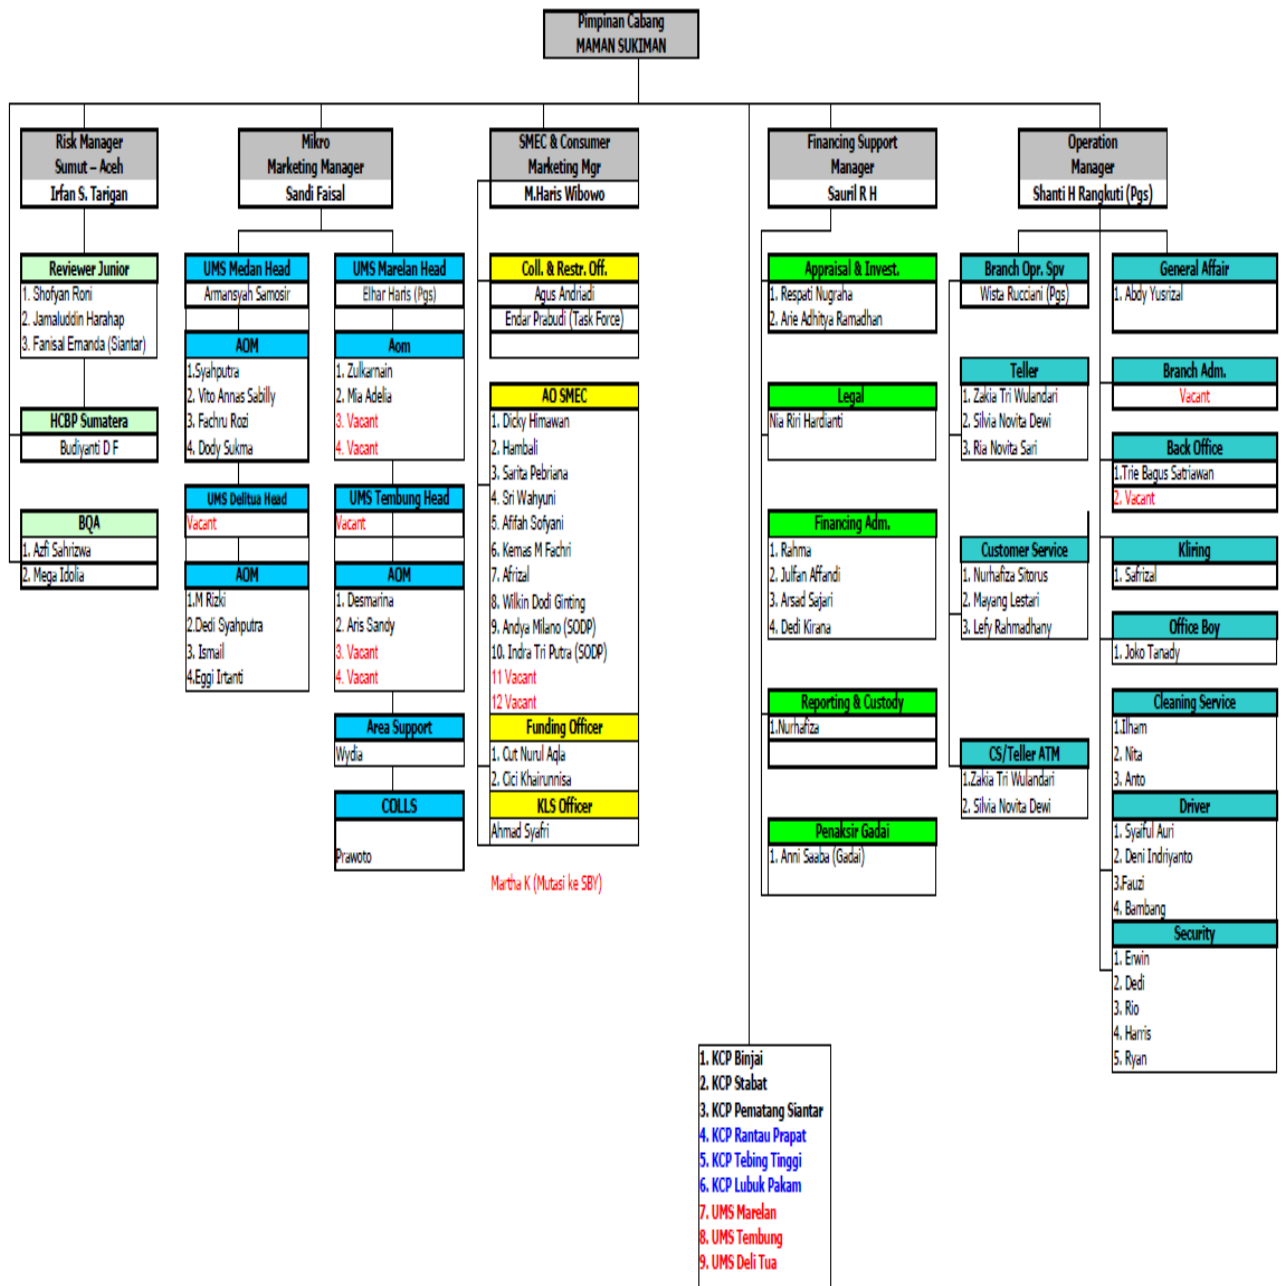 Pimpinan Cabang
MAMAN SUKIMAN
Risk Manager
Sumut – Aceh
Irfan S. Tarigan
Reviewer Junior
1. Shofyan Roni
2. Jamaluddin Harahap
3. Fanisal Ernanda (Siantar)
HCBP Sumatera
Budiyanti D F
BQA
1. Azfi Sahrizwa
2. Mega Idolia
Mikro
Marketing Manager
Sandi Faisal
UMS Medan Head
Armansyah Samosir
AOM
1.Syahputra
2. Vito Annas Sabilly
3. Fachru Rozi
4. Dody Sukma
UMS Delitua Head
Vacant
AOM
1.M Rizki
2.Dedi Syahputra
3. Ismail
4.Eggi Irtanti
UMS Marelan Head
Elhar Haris (Pgs)
Aom
1. Zulkarnain
2. Mia Adelia
3. Vacant
4. Vacant
UMS Tembung Head
Vacant
AOM
1. Desmarina
2. Aris Sandy
3. Vacant
4. Vacant
Area Support
Wydia
COLLS
Prawoto
SMEC & Consumer
Marketing Mgr
M.Haris Wibowo
Coll. & Restr. Off.
Agus Andriadi
Endar Prabudi (Task Force)
AO SMEC
1. Dicky Himawan
2. Hambali
3. Sarita Pebriana
4. Sri Wahyuni
5. Afifah Sofyani
6. Kemas M Fachri
7. Afrizal
8. Wilkin Dodi Ginting
9. Andya Milano (SODP)
10. Indra Tri Putra (SODP)
11 Vacant
12 Vacant
Funding Officer
1. Cut Nurul Aqla
2. Cici Khairunnisa
KLS Officer
Ahmad Syafri
Martha K (Mutasi ke SBY)
Financing Support
Manager
Sauril R H
Appraisal & Invest.
1. Respati Nugraha
2. Arie Adhitya Ramadhan
Legal
Nia Riri Hardianti
Financing Adm.
1. Rahma
2. Julfan Affandi
3. Arsad Sajari
4. Dedi Kirana
Reporting & Custody
1.Nurhafiza
Penaksir Gadai
1. Anni Saaba (Gadai)
Operation
Manager
Shanti H Rangkuti (Pgs)
Branch Opr. Spv
Wista Rucciani (Pgs)
Teller
1. Zakia Tri Wulandari
2. Silvia Novita Dewi
3. Ria Novita Sari
Customer Service
1. Nurhafiza Sitorus
2. Mayang Lestari
3. Lefy Rahmadhany
CS/Teller ATM
1.Zakia Tri Wulandari
2. Silvia Novita Dewi
General Affair
1. Abdy Yusrizal
Branch Adm.
Vacant
Back Office
1.Trie Bagus Satriawan
2. Vacant
Kliring
1. Safrizal
Office Boy
1. Joko Tanady
Cleaning Service
1.Ilham
2. Nita
3. Anto
Driver
1. Syaiful Auri
2. Deni Indriyanto
3.Fauzi
4. Bambang
Security
1. Erwin
2. Dedi
3. Rio
4. Harris
5. Ryan
1. KCP Binjai
2. KCP Stabat
3. KCP Pematang Siantar
4. KCP Rantau Prapat
5. KCP Tebing Tinggi
6. KCP Lubuk Pakam
7. UMS Marelan
8. UMS Tembung
9. UMS Deli Tua